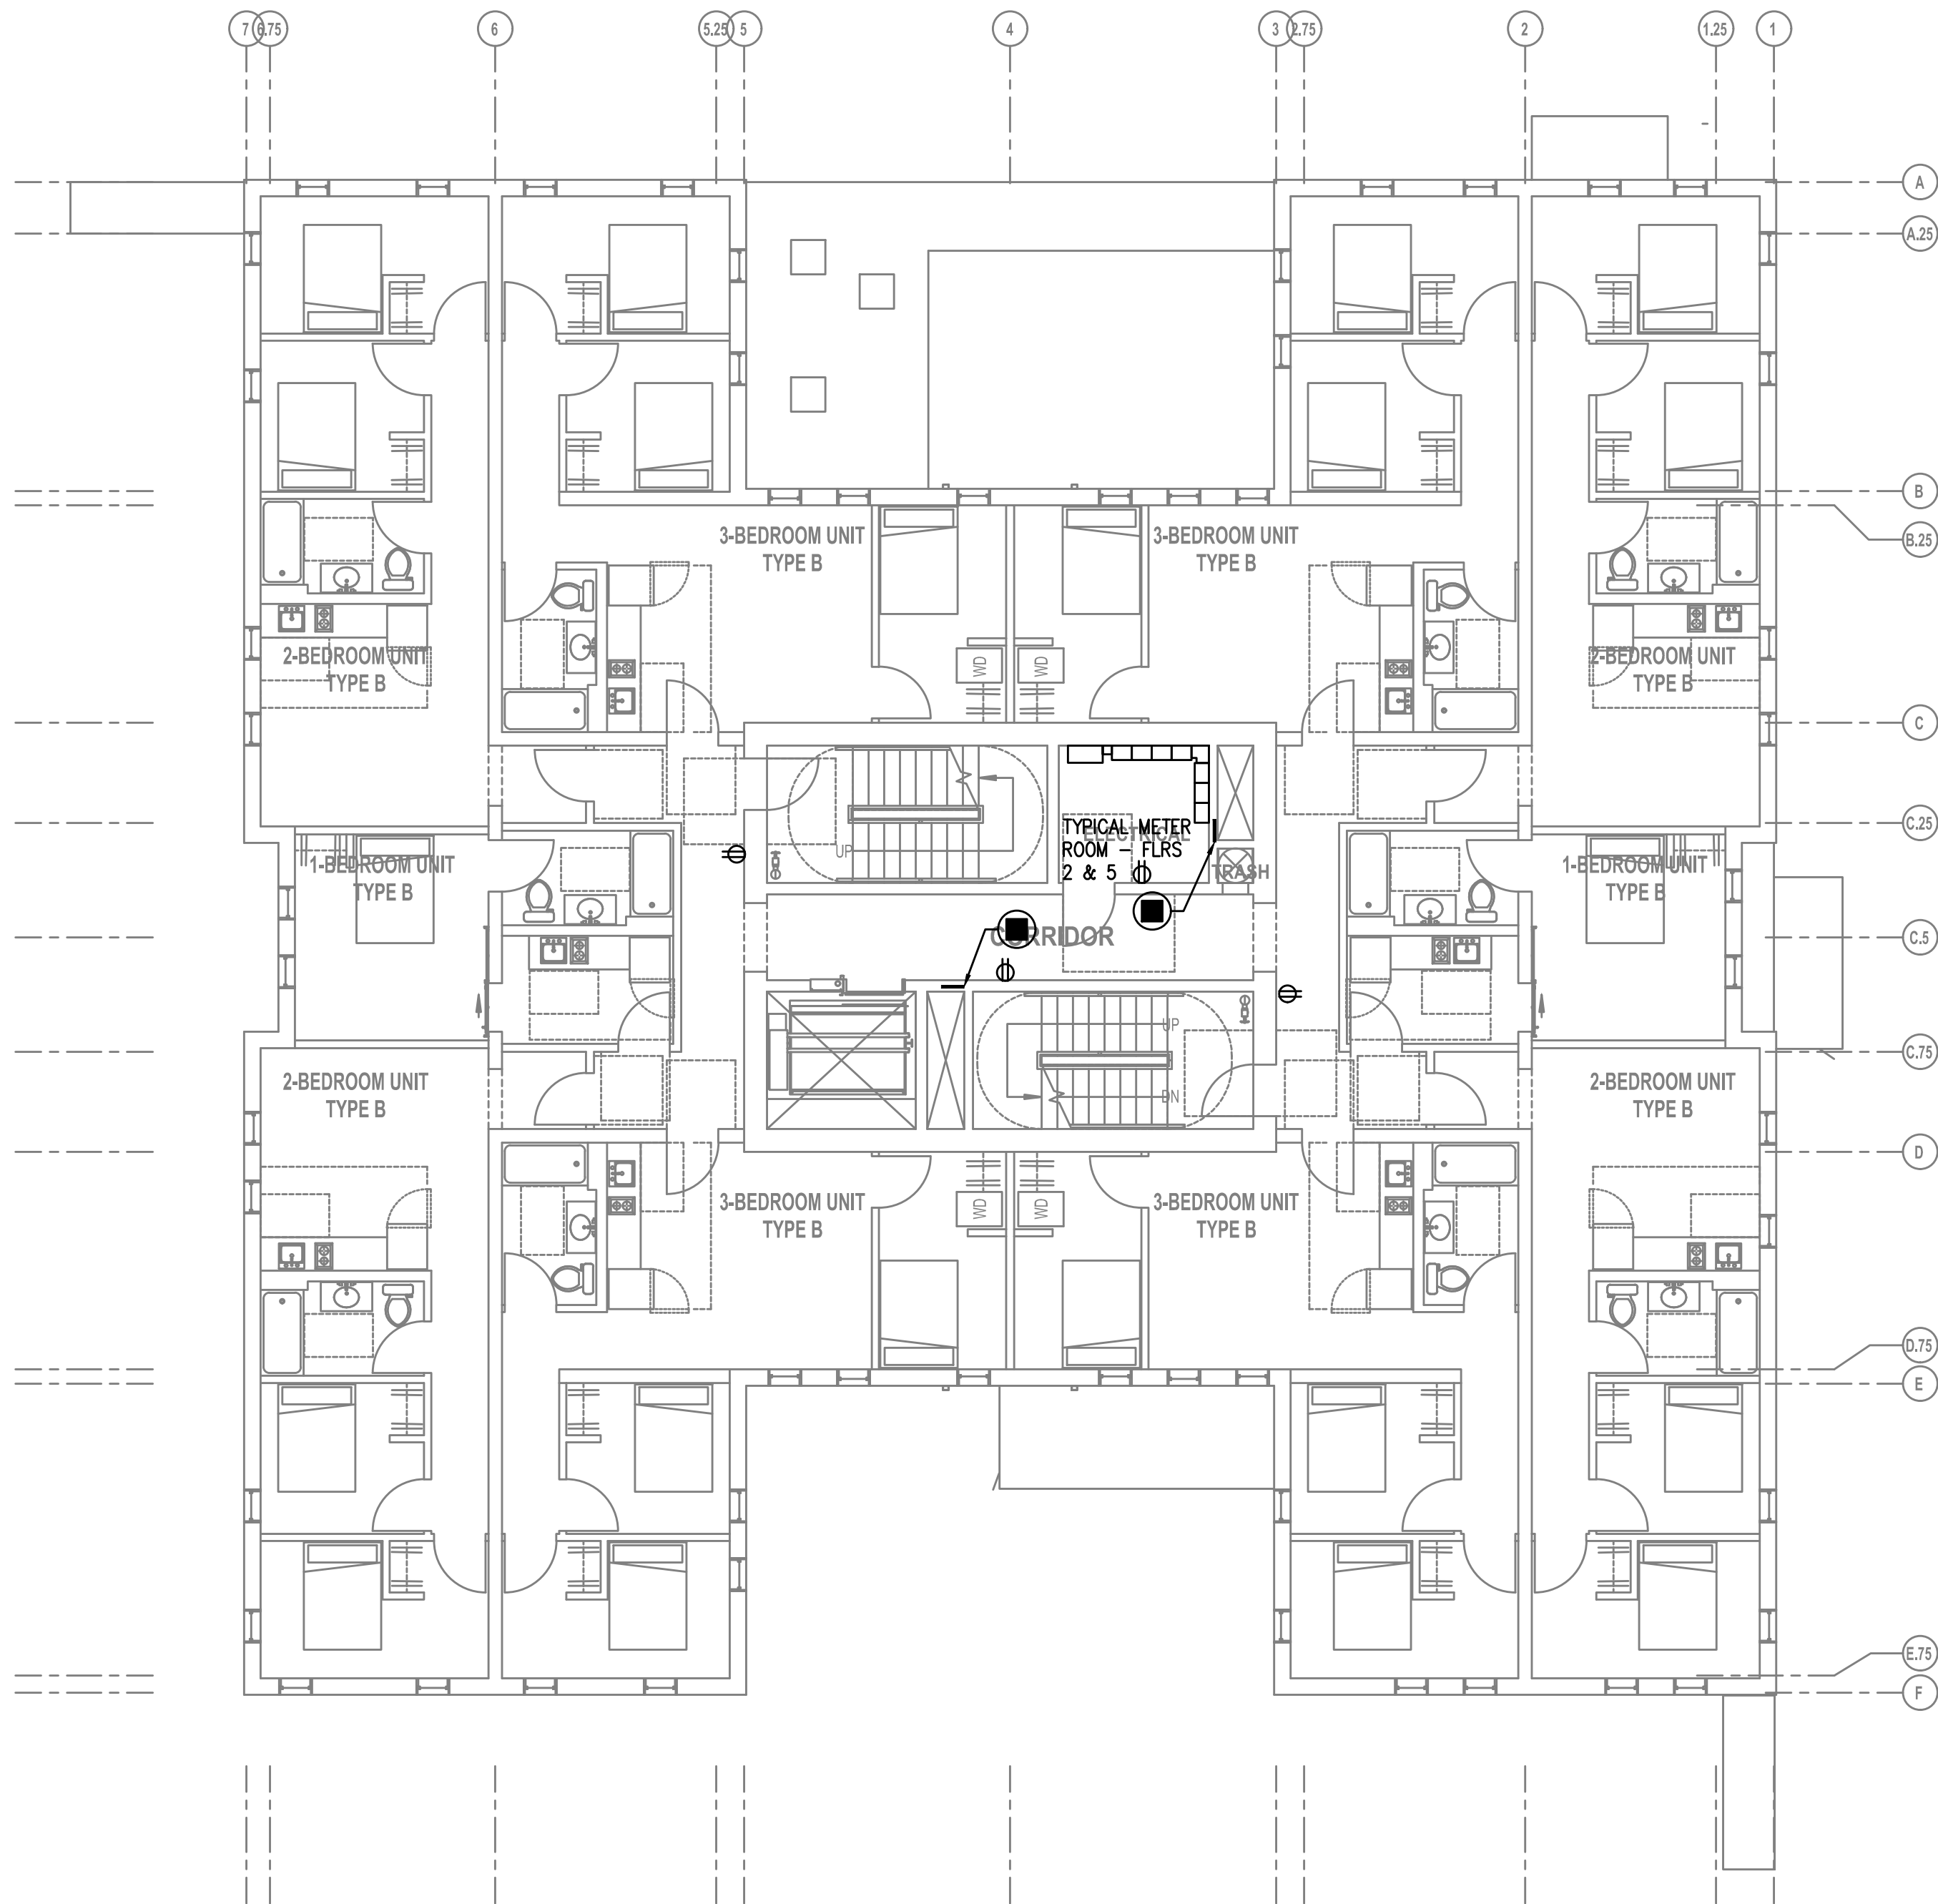 7
6.75
6
5.25
5
4
3
2.75
2
1.25
1
A
A.25
B
3-BEDROOM UNIT
TYPE B
3-BEDROOM UNIT
TYPE B
B.25
2-BEDROOM UNIT
TYPE B
WD
WD
2-BEDROOM UNIT
TYPE B
C
TYPICAL METER
ROOM - FLRS
2 & 5
ELECTRICAL
C.25
UP
1-BEDROOM UNIT
TYPE B
TRASH
1-BEDROOM UNIT
TYPE B
CORRIDOR
C.5
UP
C.75
2-BEDROOM UNIT
TYPE B
DN
2-BEDROOM UNIT
TYPE B
D
3-BEDROOM UNIT
TYPE B
WD
WD
3-BEDROOM UNIT
TYPE B
D.75
E
E.75
F